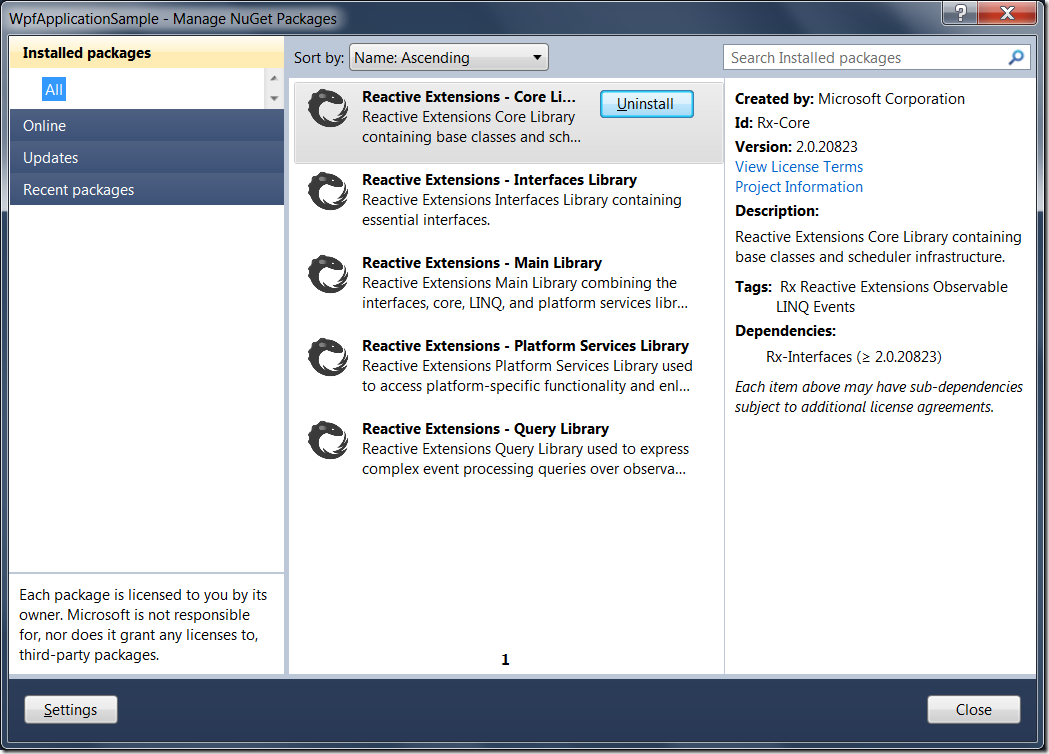 WpfApplicationSample - Manage NuGet Packages
?
X
Installed packages
All
Online
Updates
Recent packages
Each package is licensed to you by its
owner. Microsoft is not responsible
for, nor does it grant any licenses to,
third-party packages.
Sort by: Name: Ascending
Reactive Extensions - Core Li...
Reactive Extensions Core Library
containing base classes and sch...
Uninstall
Reactive Extensions - Interfaces Library
Reactive Extensions Interfaces Library containing
essential interfaces.
Reactive Extensions - Main Library
Reactive Extensions Main Library combining the
interfaces, core, LINQ, and platform services libr...
Reactive Extensions - Platform Services Library
Reactive Extensions Platform Services Library used
to access platform-specific functionality and enl...
Reactive Extensions - Query Library
Reactive Extensions Query Library used to express
complex event processing queries over observa...
1
Search Installed packages
Created by: Microsoft Corporation
Id: Rx-Core
Version: 2.0.20823
View License Terms
Project Information
Description:
Reactive Extensions Core Library containing
base classes and scheduler infrastructure.
Tags: Rx Reactive Extensions Observable
LINQ Events
Dependencies:
Rx-Interfaces (≥ 2.0.20823)
Each item above may have sub-dependencies
subject to additional license agreements.
Settings
Close